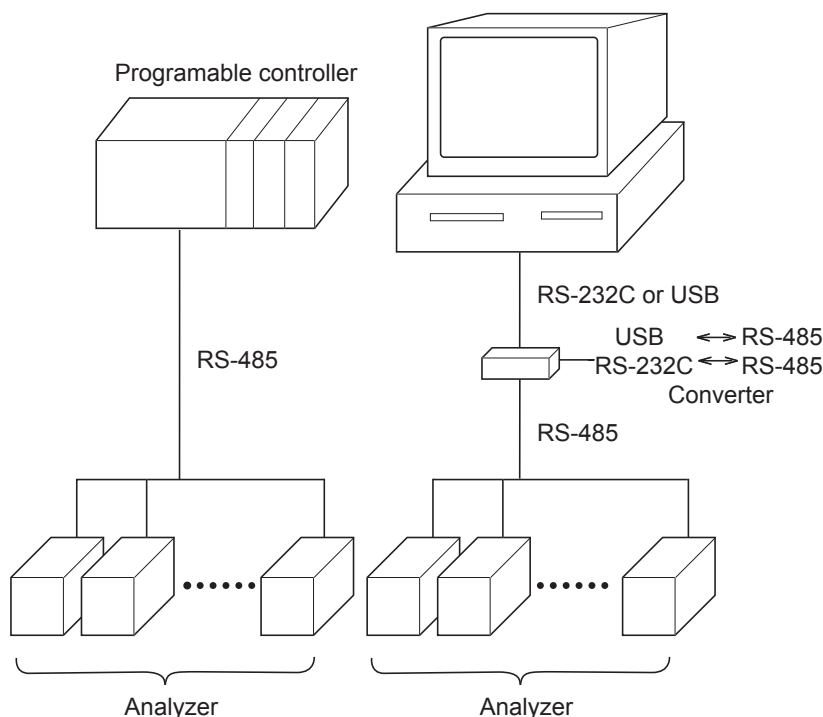 Programable controller
RS-485
Analyzer
RS-232C or USB
USB ↔ RS-485
RS-232C ↔ RS-485
Converter
RS-485
Analyzer